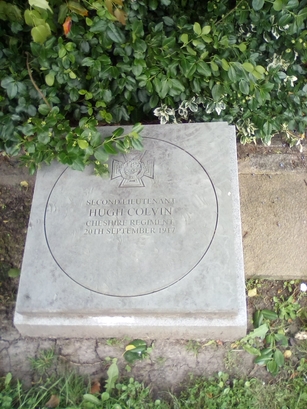 SECOND LIEUTENANT
HUGH COLVIN
CHESHIRE REGIMENT
20TH SEPTEMBER 1917